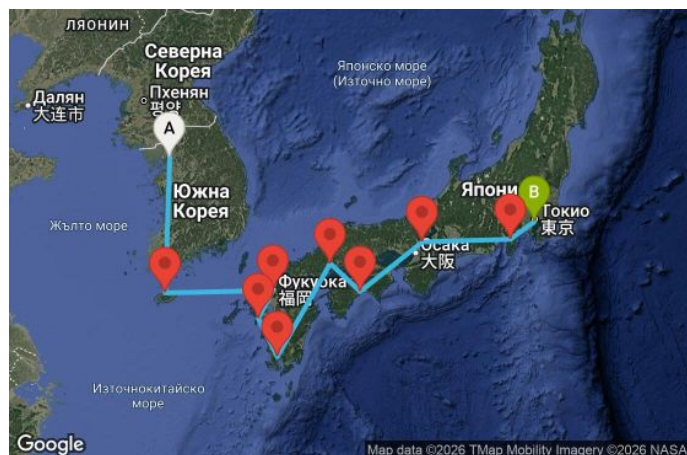 ЛЯОНИН
Северна
Корея
Японско море
(Източно море)
Далян
大连市
Пхенян
평양
A
Южна
Корея
Япони
B
Токио
東京
Жълто море
Осака
大阪
Фукуока
福岡
Източнокитайско
море
Google
Map data ©2026 TMap Mobility Imagery ©2026 NASA